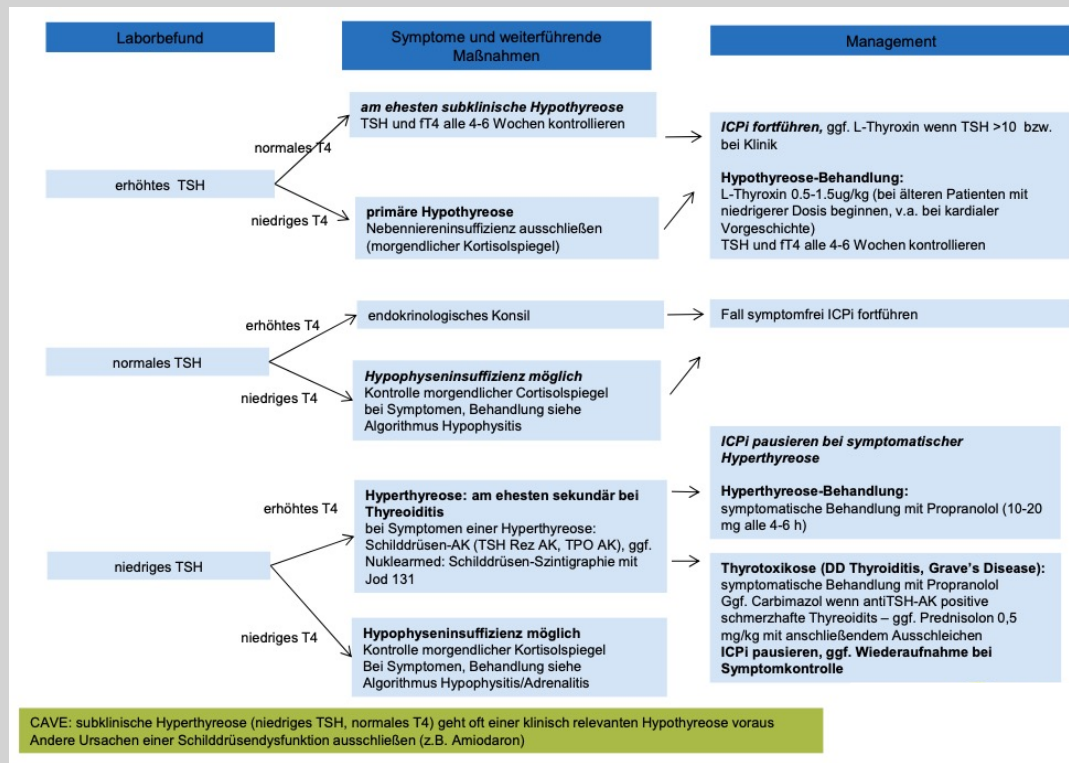 Laborbefund
Symptome und weiterführende
Maßnahmen
Management
am ehesten subklinische Hypothyreose
TSH und fT4 alle 4-6 Wochen kontrollieren
normales T4
erhöhtes TSH
niedriges T4
primäre Hypothyreose
Nebenniereninsuffizienz ausschließen
(morgendlicher Kortisolspiegel)
ICPi fortführen, ggf. L-Thyroxin wenn TSH >10 bzw.
bei Klinik
Hypothyreose-Behandlung:
L-Thyroxin 0.5-1.5ug/kg (bei älteren Patienten mit
niedrigerer Dosis beginnen, v.a. bei kardialer
Vorgeschichte)
TSH und fT4 alle 4-6 Wochen kontrollieren
erhöhtes T4
endokrinologisches Konsil
Fall symptomfrei ICPi fortführen
normales TSH
niedriges T4
Hypophyseninsuffizienz möglich
Kontrolle morgendlicher Cortisolspiegel
bei Symptomen, Behandlung siehe
Algorithmus Hypophysitis
ICPi pausieren bei symptomatischer
Hyperthyreose
Hyperthyreose-Behandlung:
symptomatische Behandlung mit Propranolol (10-20
mg alle 4-6 h)
erhöhtes T4
Hyperthyreose: am ehesten sekundär bei
Thyreoiditis
bei Symptomen einer Hyperthyreose:
Schilddrüsen-AK (TSH Rez AK, TPO AK), ggf.
Nuklearmed: Schilddrüsen-Szintigraphie mit
Jod 131
niedriges TSH
Thyrotoxikose (DD Thyroiditis, Grave's Disease):
symptomatische Behandlung mit Propranolol
Ggf. Carbimazol wenn antiTSH-AK positive
schmerzhafte Thyreoidits – ggf. Prednisolon 0,5
mg/kg mit anschließendem Ausschleichen
ICPi pausieren, ggf. Wiederaufnahme bei
Symptomkontrolle
niedriges T4
Hypophyseninsuffizienz möglich
Kontrolle morgendlicher Kortisolspiegel
Bei Symptomen, Behandlung siehe
Algorithmus Hypophysitis/Adrenalitis
CAVE: subklinische Hyperthyreose (niedriges TSH, normales T4) geht oft einer klinisch relevanten Hypothyreose voraus
Andere Ursachen einer Schilddrüsendysfunktion ausschließen (z.B. Amiodaron)